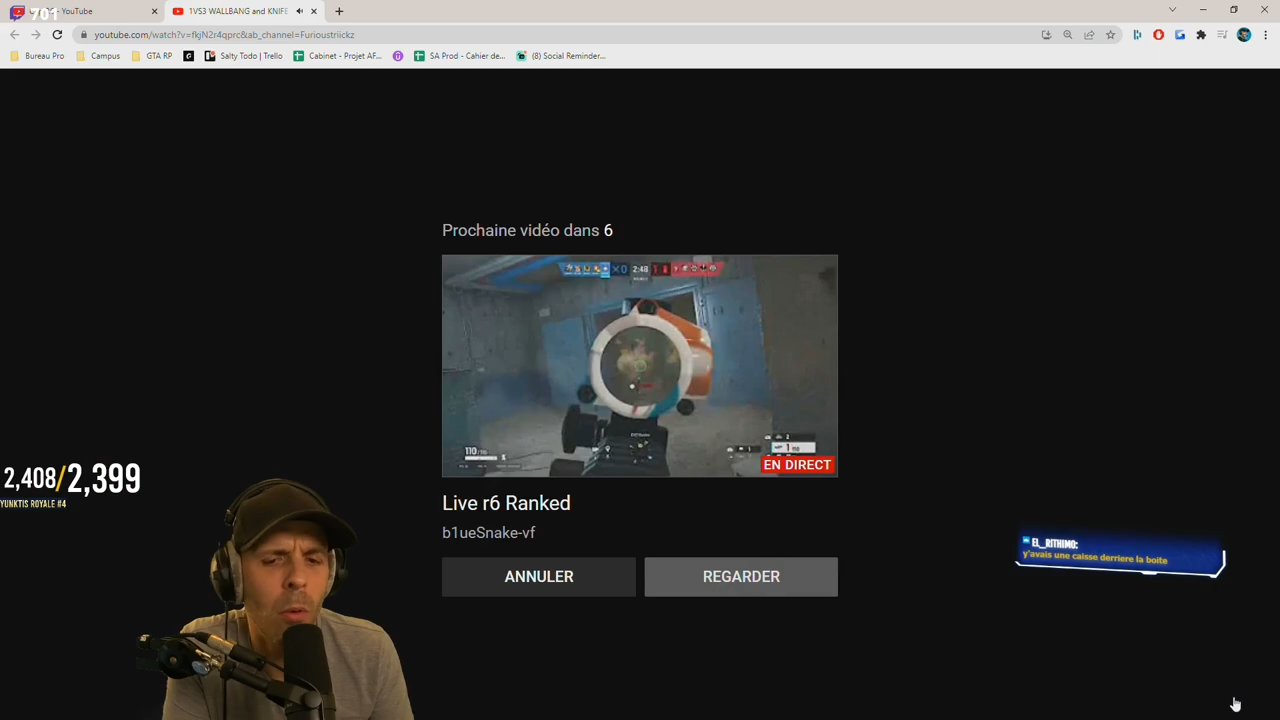 701
YouTube
1VS3 WALLBANG and KNIFE
youtube.com/watch?v=fkjN2r4qprc&ab_channel=Furioustriickz
Bureau Pro
Campus
GTA RP
Salty Todo | Trello
Cabinet - Projet AF...
SA Prod - Cahier de...
(8) Social Reminder...
Prochaine vidéo dans 6
2:48
110
EN DIRECT
Live r6 Ranked
b1ueSnake-vf
ANNULER
REGARDER
2,408/2,399
YUNKTIS ROYALE #4
EL_RITHIMO:
y'avais une caisse derriere la boite